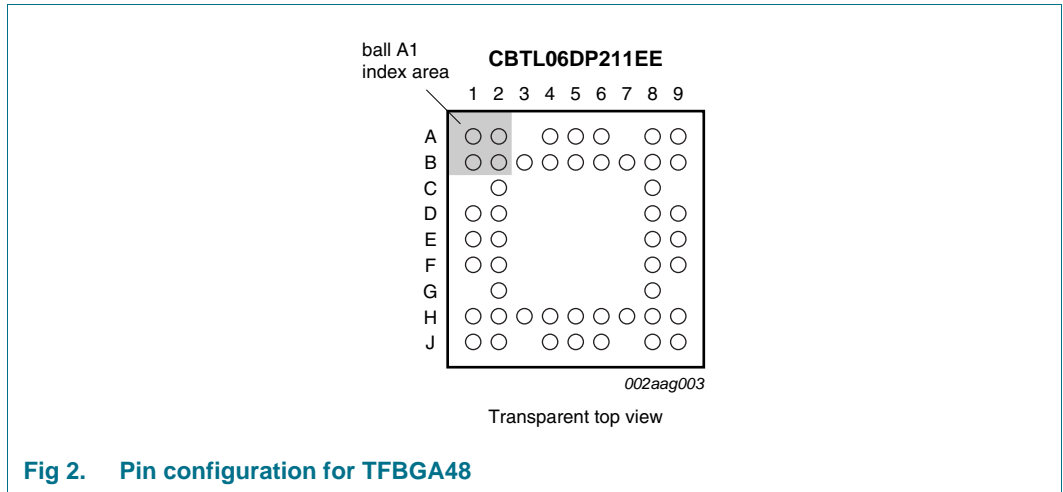 ball A1
index area
CBTL06DP211EE
1 2 3 4 5 6 7 8 9
A
B
C
D
E
F
G
H
J
002aag003
Transparent top view
Fig 2. Pin configuration for TFBGA48